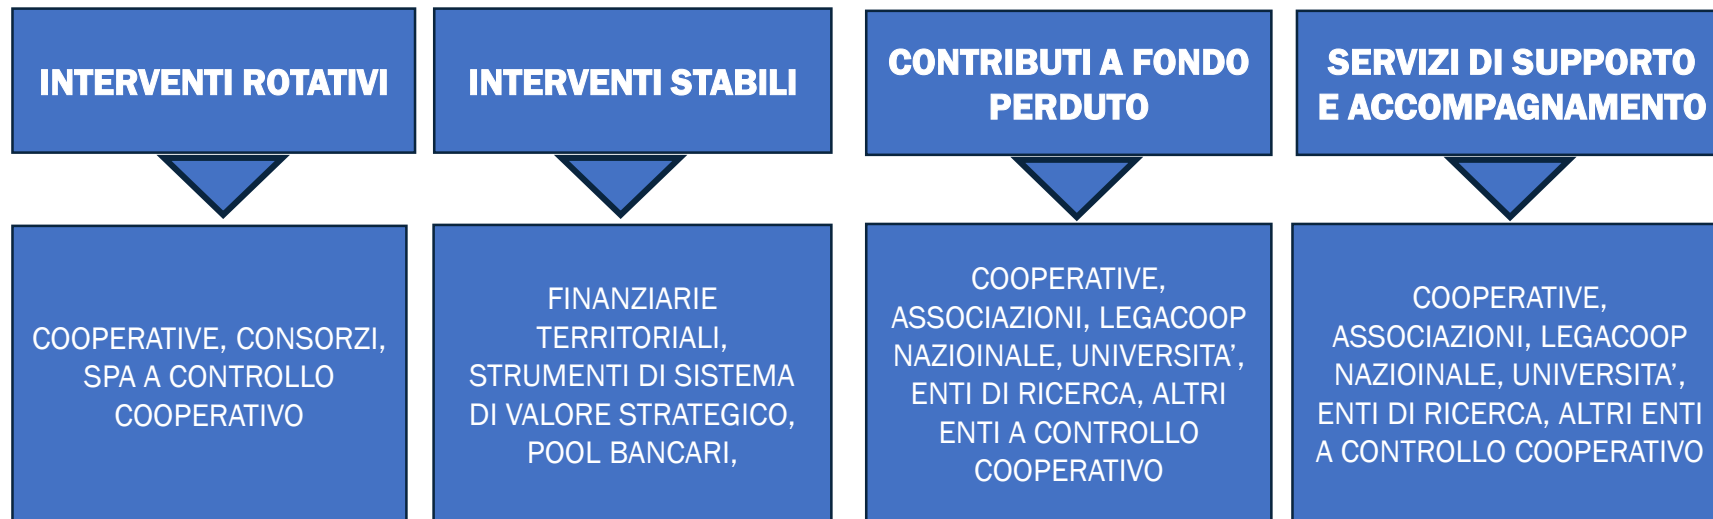 INTERVENTI ROTATIVI
INTERVENTI STABILI
CONTRIBUTI A FONDO
PERDUTO
SERVIZI DI SUPPORTO
E ACCOMPAGNAMENTO
COOPERATIVE, CONSORZI,
SPA A CONTROLLO
COOPERATIVO
FINANZIARIE
TERRITORIALI,
STRUMENTI DI SISTEMA
DI VALORE STRATEGICO,
POOL BANCARI,
COOPERATIVE,
ASSOCIAZIONI, LEGACOOP
NAZIOINALE, UNIVERSITA’,
ENTI DI RICERCA, ALTRI
ENTI A CONTROLLO
COOPERATIVO
COOPERATIVE,
ASSOCIAZIONI, LEGACOOP
NAZIOINALE, UNIVERSITA’,
ENTI DI RICERCA, ALTRI ENTI
A CONTROLLO COOPERATIVO